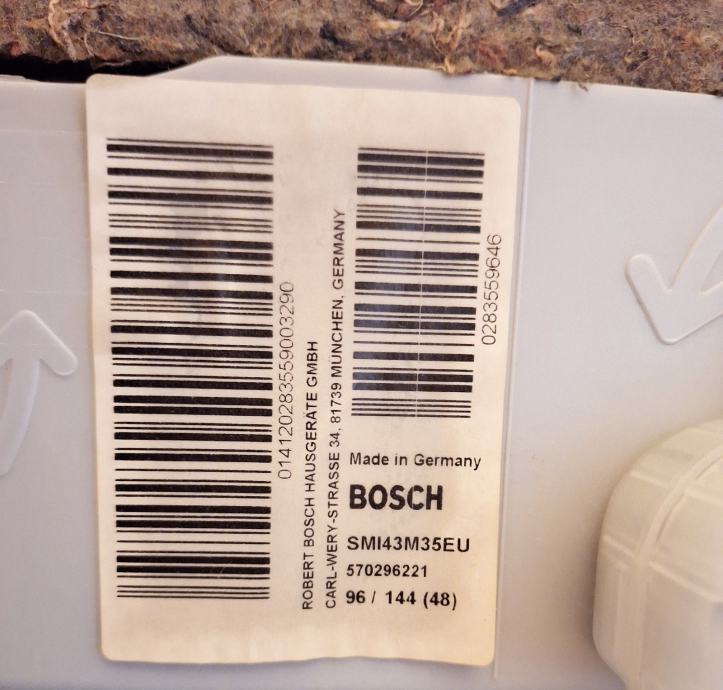 014120283559003290
ROBERT BOSCH HAUSGERÄTE GMBH
CARL-WERY-STRASSE 34, 81739 MÜNCHEN, GERMANY
0283559646
Made in Germany
BOSCH
SMI43M35EU
570296221
96 / 144 (48)